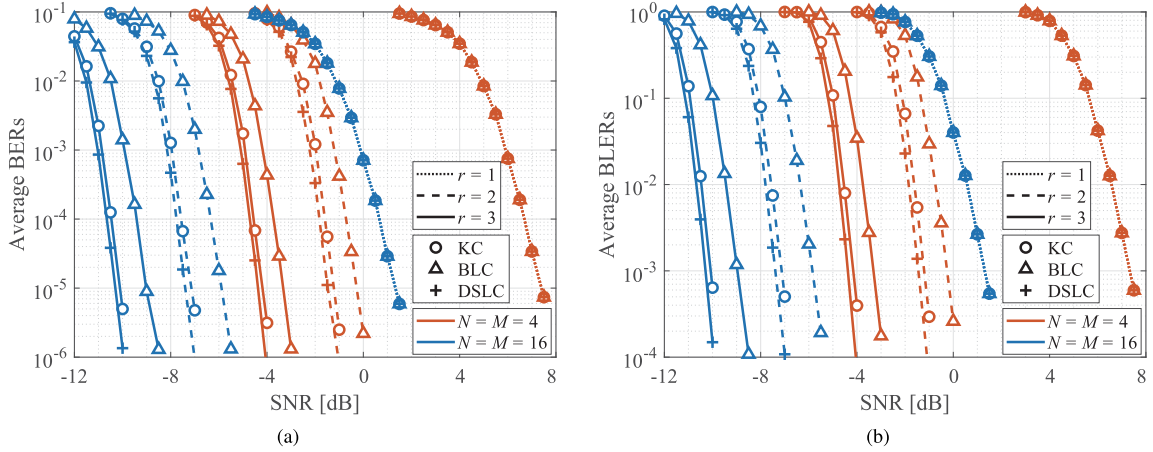 10⁻¹
10⁻²
10⁻³
10⁻⁴
10⁻⁵
10⁻⁶
Average BERs
-12 -8 -4 0 4 8
SNR [dB]
r = 1
r = 2
r = 3
KC
BLC
DSLC
N = M = 4
N = M = 16
(a)
10⁰
10⁻¹
10⁻²
10⁻³
10⁻⁴
Average BLERs
-12 -8 -4 0 4 8
SNR [dB]
r = 1
r = 2
r = 3
KC
BLC
DSLC
N = M = 4
N = M = 16
(b)